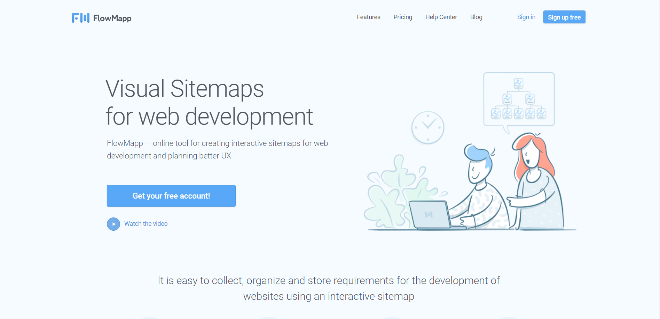 FlowMapp
Features Pricing Help Center Blog Sign in Sign up free
Visual Sitemaps
for web development
FlowMapp — online tool for creating interactive sitemaps for web
development and planning better UX
Get your free account!
Watch the video
It is easy to collect, organize and store requirements for the development of
websites using an interactive sitemap